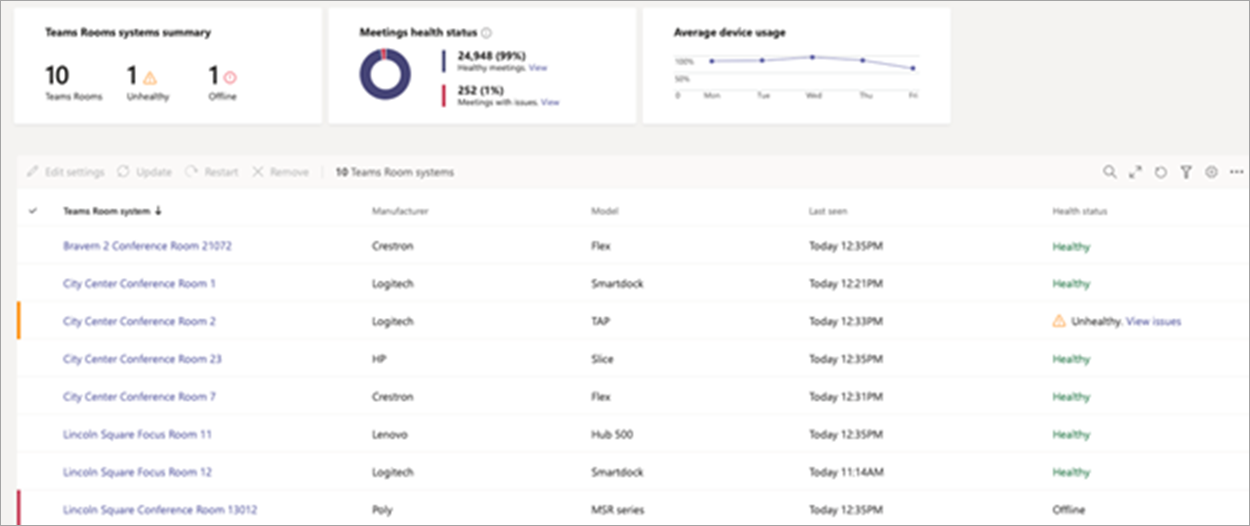 Teams Rooms systems summary
10
Teams Rooms
1
Unhealthy
1
Offline
Meetings health status
24,948 (99%)
Healthy meetings. View
252 (1%)
Meetings with issues. View
Average device usage
100%
50%
0 Mon Tue Wed Thu Fri
Edit settings Update Restart Remove 10 Teams Room systems
Teams Room system ↓ Manufacturer Model Last seen Health status
Bravern 2 Conference Room 21072 Crestron Flex Today 12:35PM Healthy
City Center Conference Room 1 Logitech Smartdock Today 12:21PM Healthy
City Center Conference Room 2 Logitech TAP Today 12:33PM Unhealthy. View issues
City Center Conference Room 23 HP Slice Today 12:35PM Healthy
City Center Conference Room 7 Crestron Flex Today 12:31PM Healthy
Lincoln Square Focus Room 11 Lenovo Hub 500 Today 12:35PM Healthy
Lincoln Square Focus Room 12 Logitech Smartdock Today 11:14AM Healthy
Lincoln Square Conference Room 13012 Poly MSR series Today 12:35PM Offline